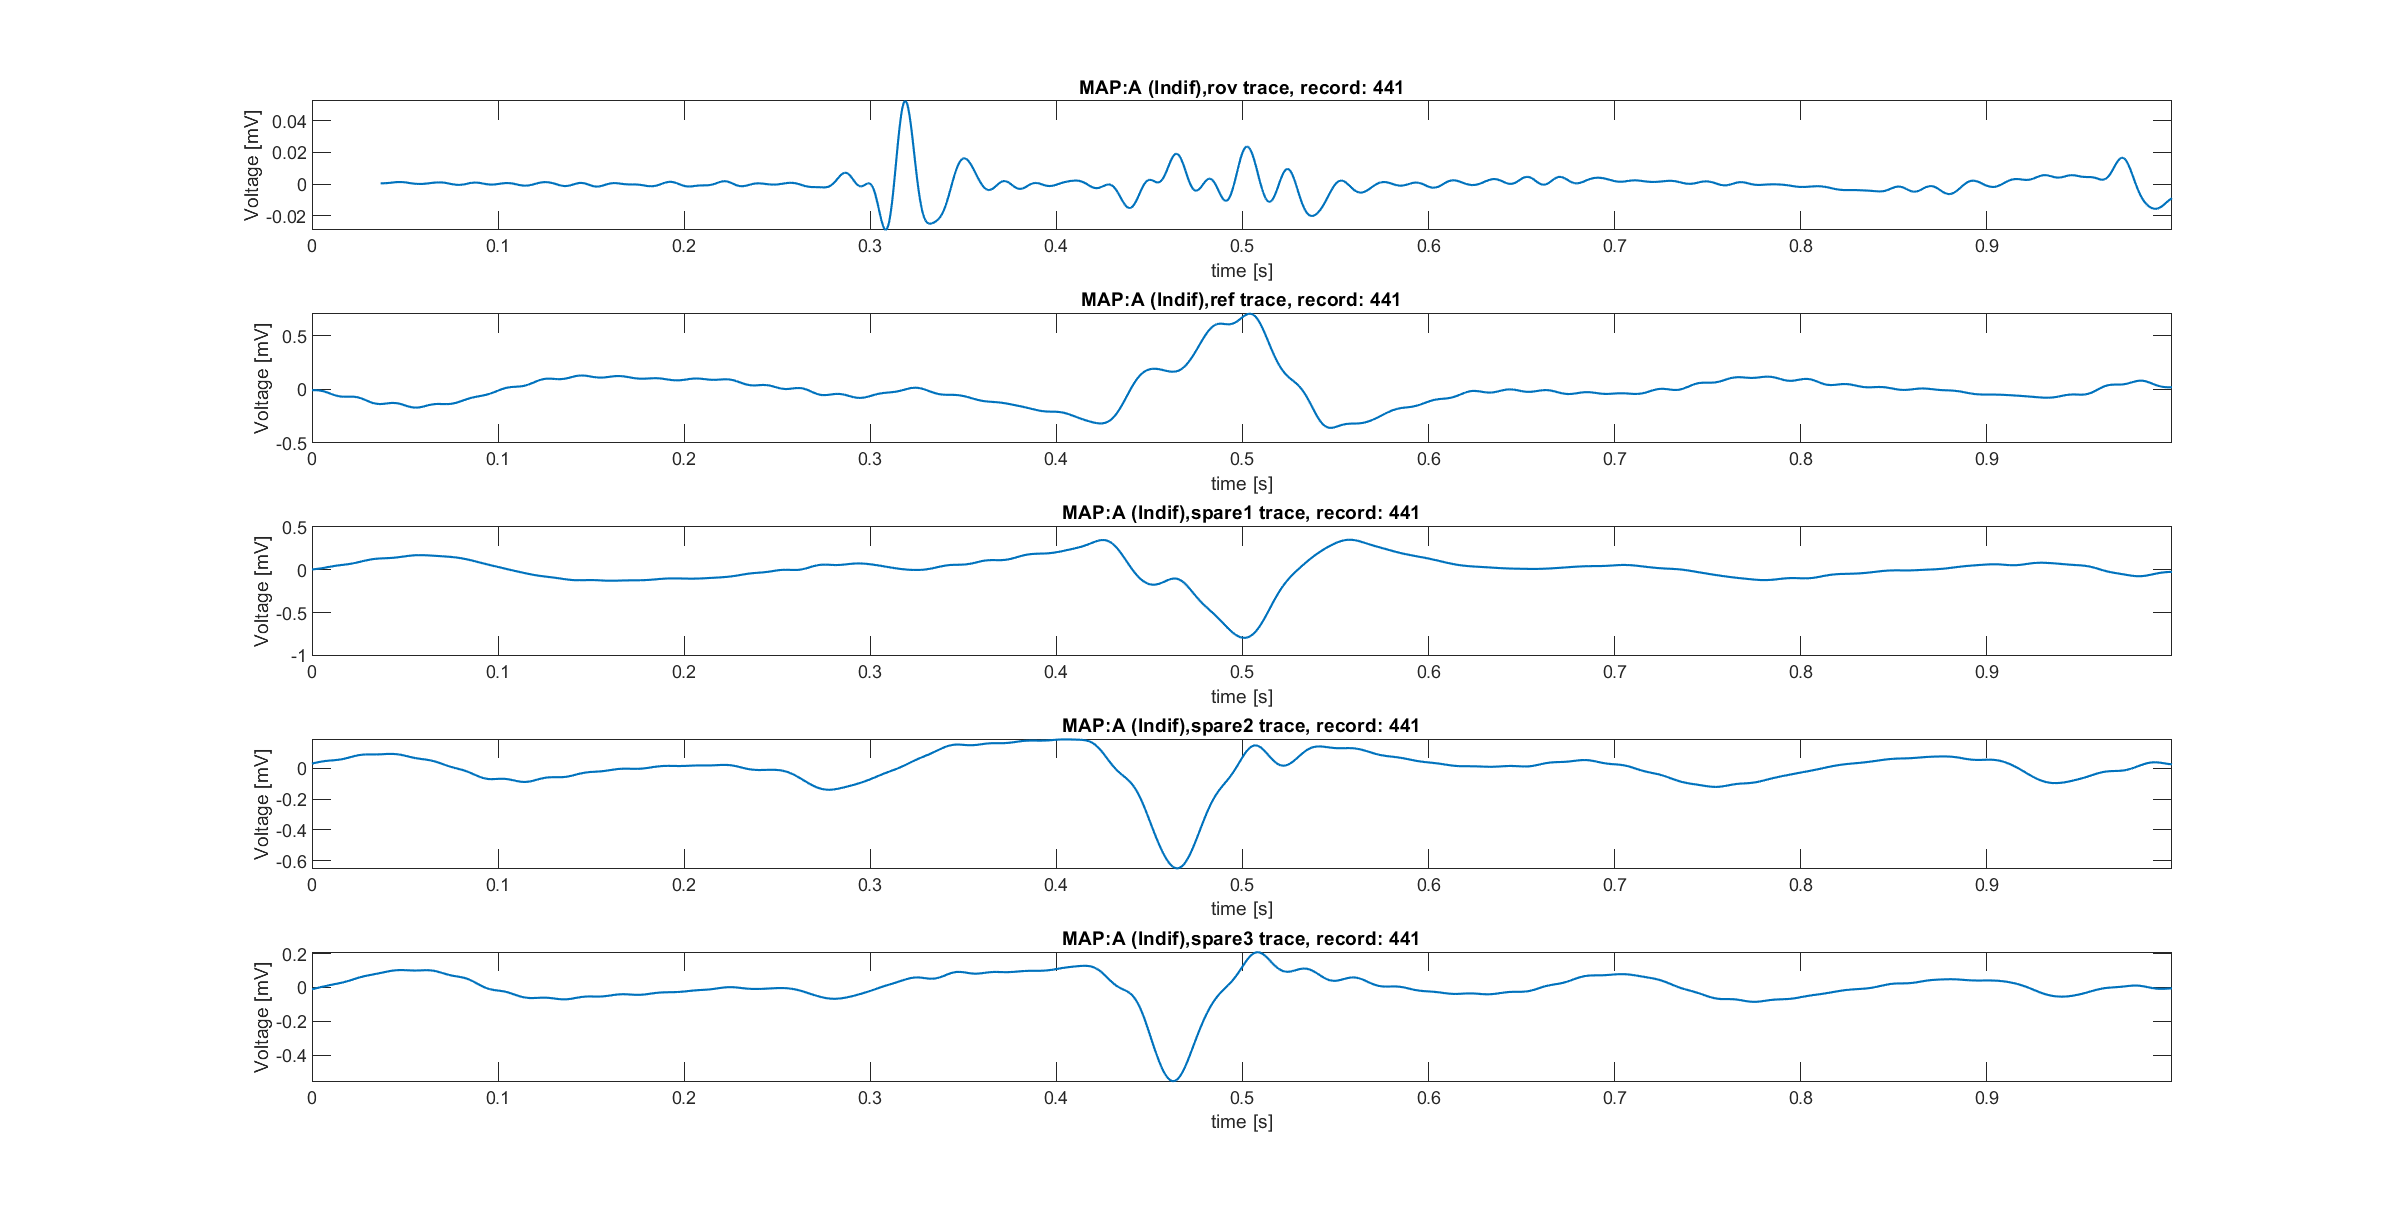 MAP:A (Indif),rov trace, record: 441
Voltage [mV]
0.04
0.02
0
-0.02
0 0.1 0.2 0.3 0.4 0.5 0.6 0.7 0.8 0.9
time [s]
MAP:A (Indif),ref trace, record: 441
Voltage [mV]
0.5
0
-0.5
0 0.1 0.2 0.3 0.4 0.5 0.6 0.7 0.8 0.9
time [s]
MAP:A (Indif),spare1 trace, record: 441
Voltage [mV]
0.5
0
-0.5
-1
0 0.1 0.2 0.3 0.4 0.5 0.6 0.7 0.8 0.9
time [s]
MAP:A (Indif),spare2 trace, record: 441
Voltage [mV]
0
-0.2
-0.4
-0.6
0 0.1 0.2 0.3 0.4 0.5 0.6 0.7 0.8 0.9
time [s]
MAP:A (Indif),spare3 trace, record: 441
Voltage [mV]
0.2
0
-0.2
-0.4
0 0.1 0.2 0.3 0.4 0.5 0.6 0.7 0.8 0.9
time [s]